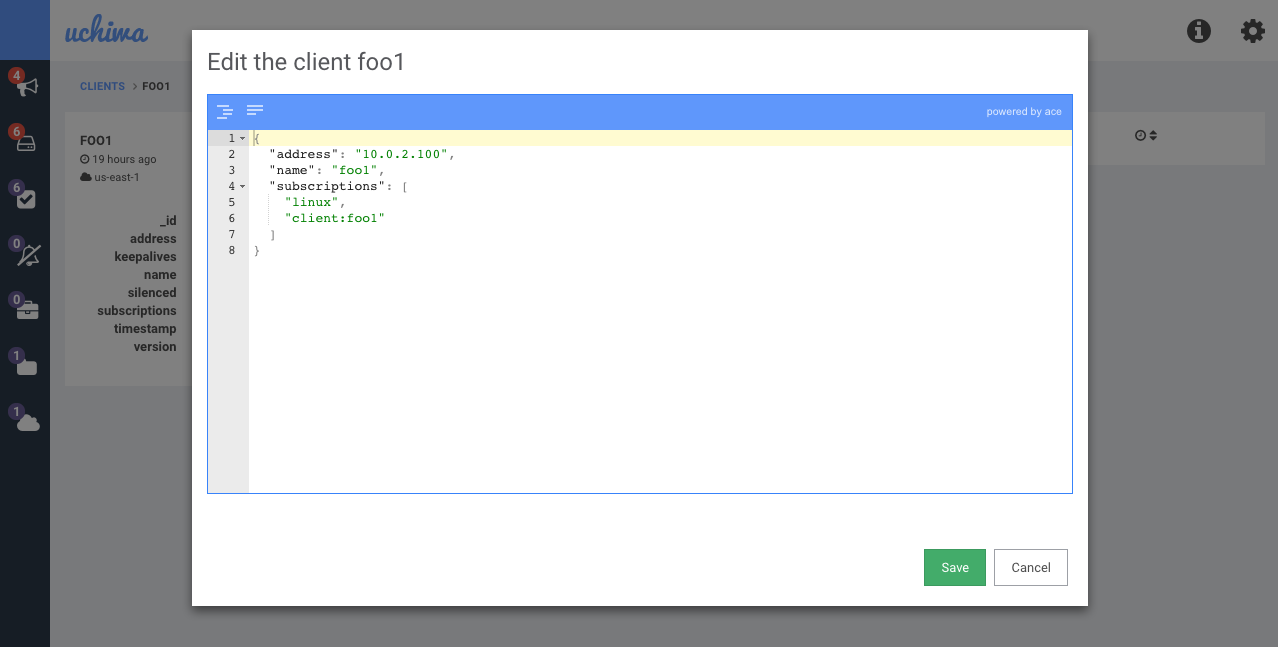 uchiwa
4
6
6
0
0
1
1
CLIENTS > FOO1
FOO1
19 hours ago
us-east-1
_id
address
keepalives
name
silenced
subscriptions
timestamp
version
Edit the client foo1
powered by ace
1 {
2 "address": "10.0.2.100",
3 "name": "foo1",
4 "subscriptions": [
5 "linux",
6 "client:foo1"
7 ]
8 }
Save
Cancel